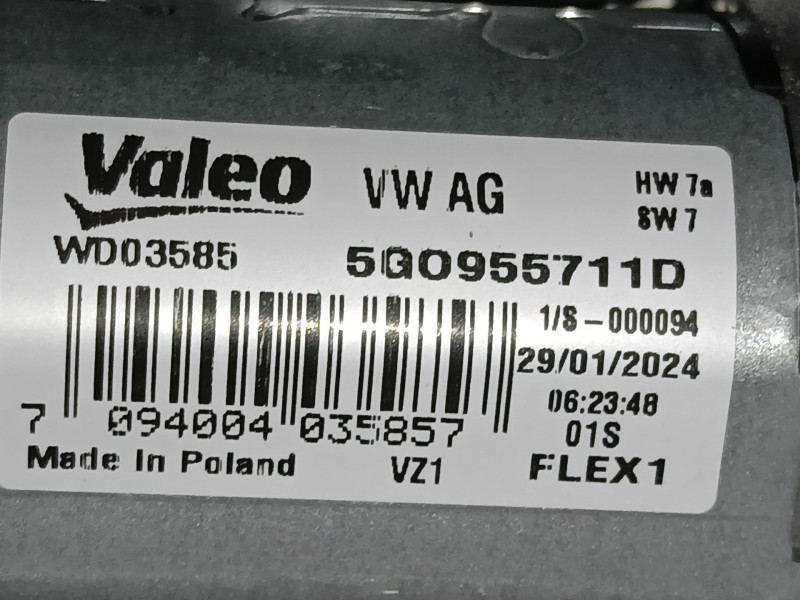 Valeo VW AG HW 7a
SW 7
WD03585 5G0955711D
1/S-000094
29/01/2024
06:23:48
7 094004 035857 01S
Made In Poland VZ1 FLEX1